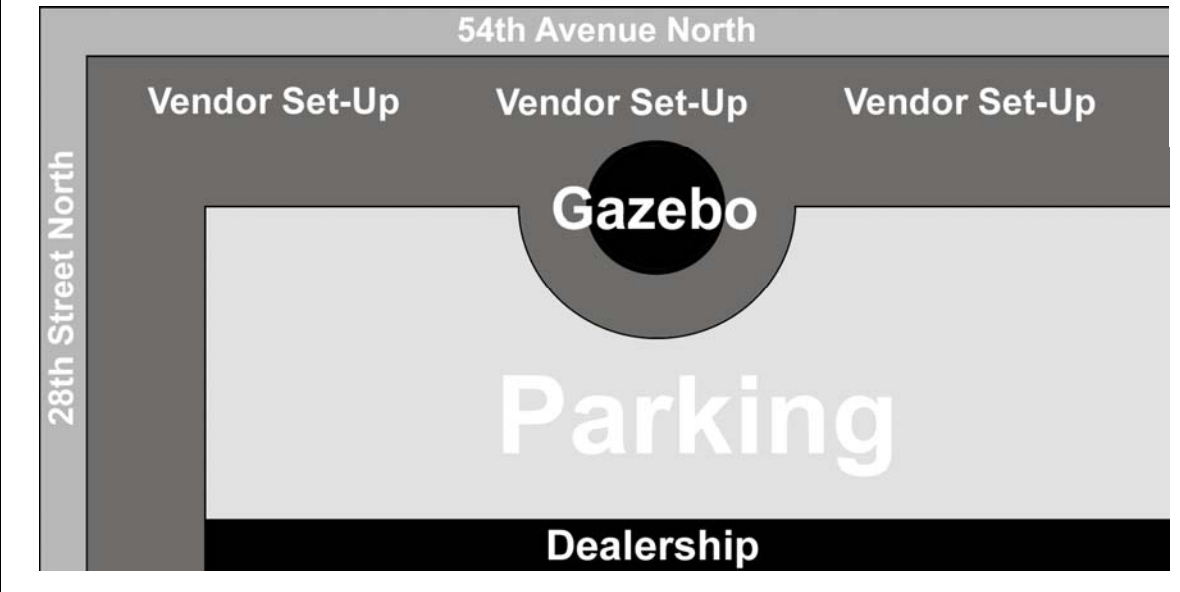 54th Avenue North
Vendor Set-Up
Vendor Set-Up
Vendor Set-Up
28th Street North
Gazebo
Parking
Dealership